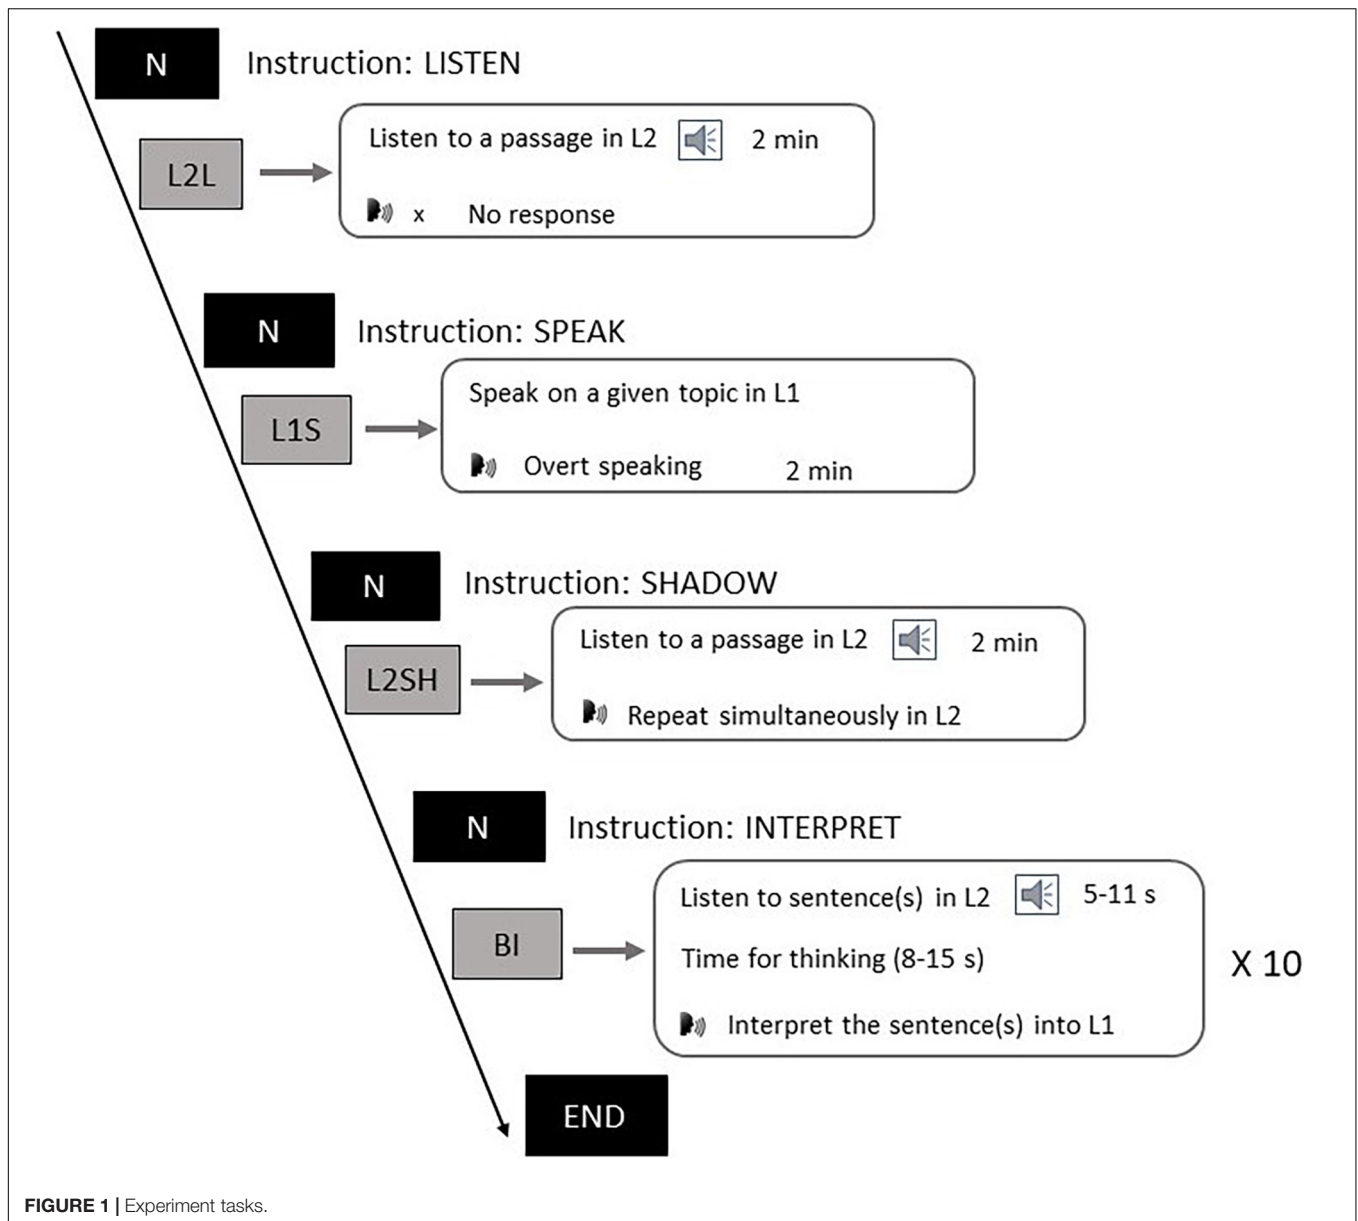 N
Instruction: LISTEN
L2L
Listen to a passage in L2 2 min
x No response
N
Instruction: SPEAK
L1S
Speak on a given topic in L1
Overt speaking 2 min
N
Instruction: SHADOW
L2SH
Listen to a passage in L2 2 min
Repeat simultaneously in L2
N
Instruction: INTERPRET
BI
Listen to sentence(s) in L2 5-11 s
Time for thinking (8-15 s)
Interpret the sentence(s) into L1
X 10
END
FIGURE 1 | Experiment tasks.